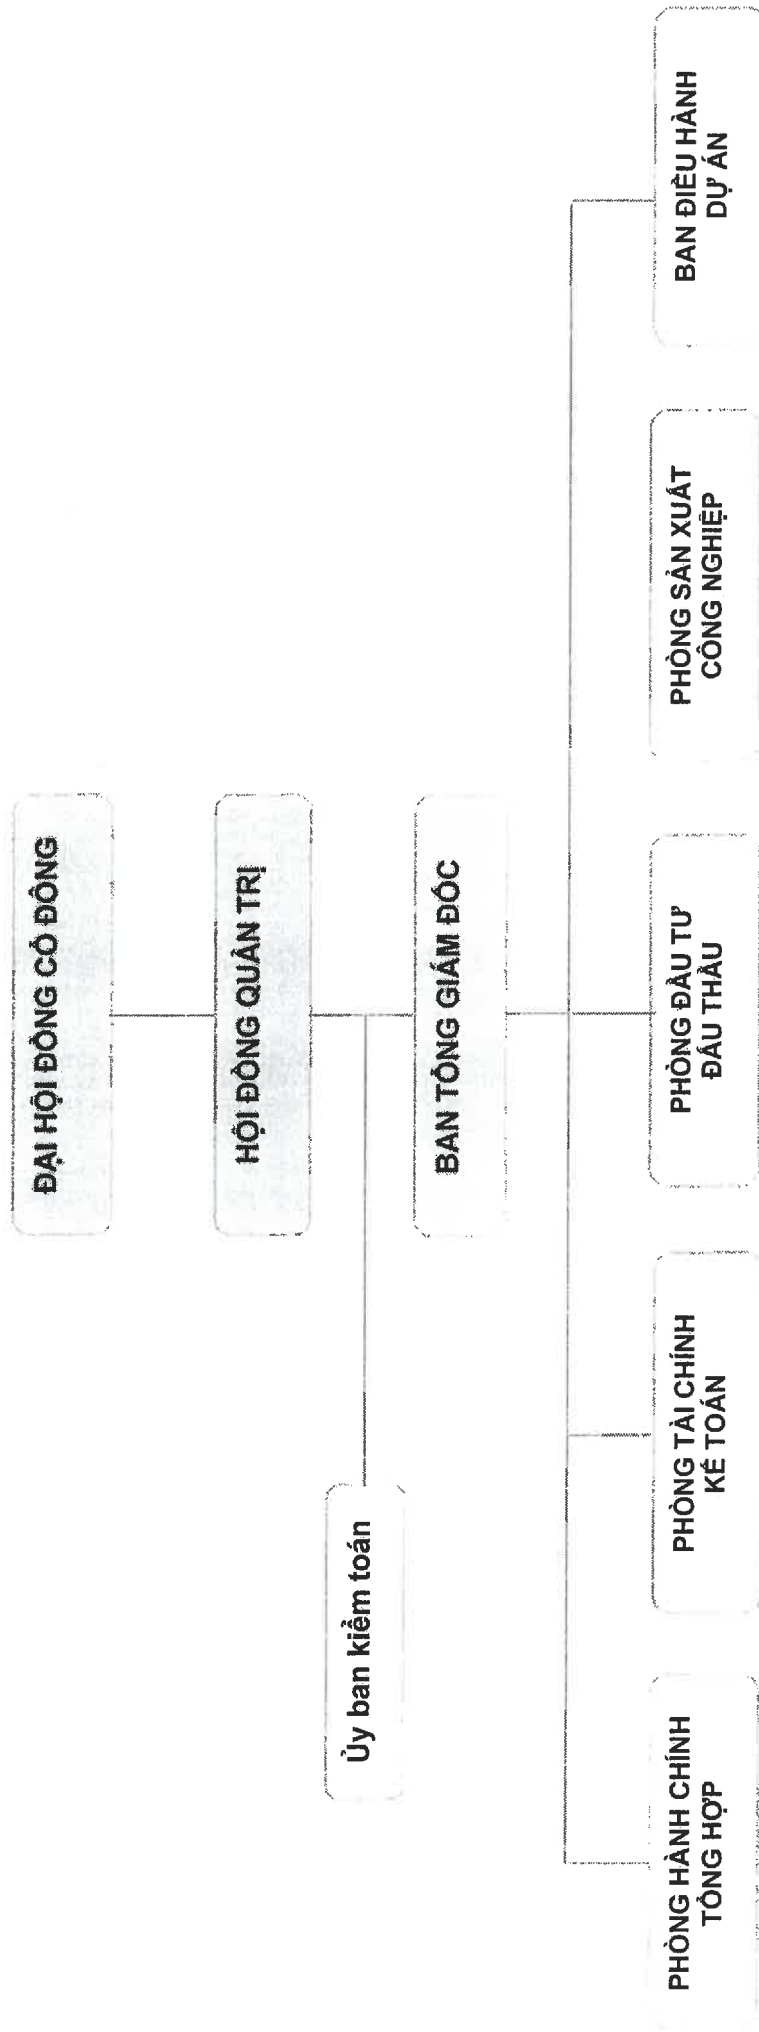 ĐẠI HỘI ĐỒNG CỔ ĐÔNG
HỘI ĐỒNG QUẢN TRỊ
Ủy ban kiểm toán
BAN TỔNG GIÁM ĐỐC
PHÒNG HÀNH CHÍNH
TỔNG HỢP
PHÒNG TÀI CHÍNH
KẾ TOÁN
PHÒNG ĐẦU TƯ
ĐẤU THẦU
PHÒNG SẢN XUẤT
CÔNG NGHIỆP
BAN ĐIỀU HÀNH
DỰ ÁN